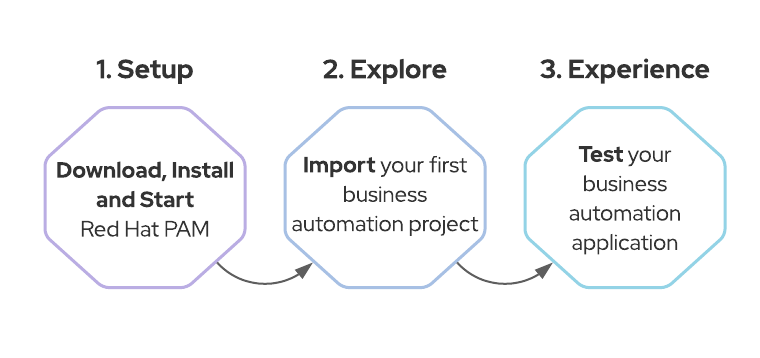 1. Setup
2. Explore
3. Experience
Download, Install
and Start
Red Hat PAM
Import your first
business
automation project
Test your
business
automation
application